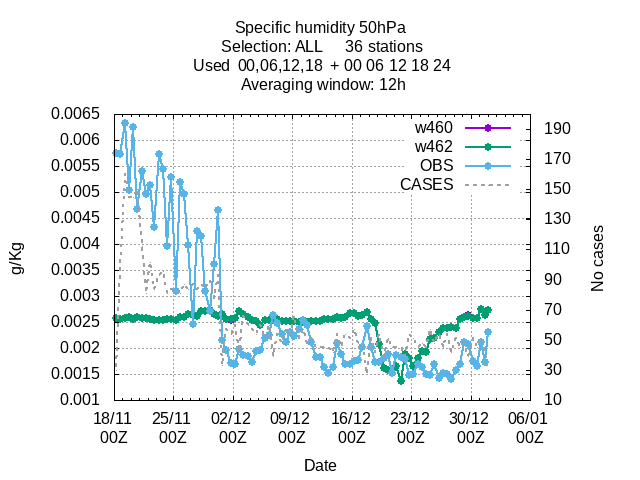 Specific humidity 50hPa
Selection: ALL 36 stations
Used 00,06,12,18 + 00 06 12 18 24
Averaging window: 12h
0.0065
0.006
0.0055
0.005
0.0045
0.004
0.0035
0.003
0.0025
0.002
0.0015
0.001
g/Kg
w460
w462
OBS
CASES
190
170
150
130
110
90
70
50
30
10
No cases
18/11 25/11 02/12 09/12 16/12 23/12 30/12 06/01
00Z 00Z 00Z 00Z 00Z 00Z 00Z 00Z
Date